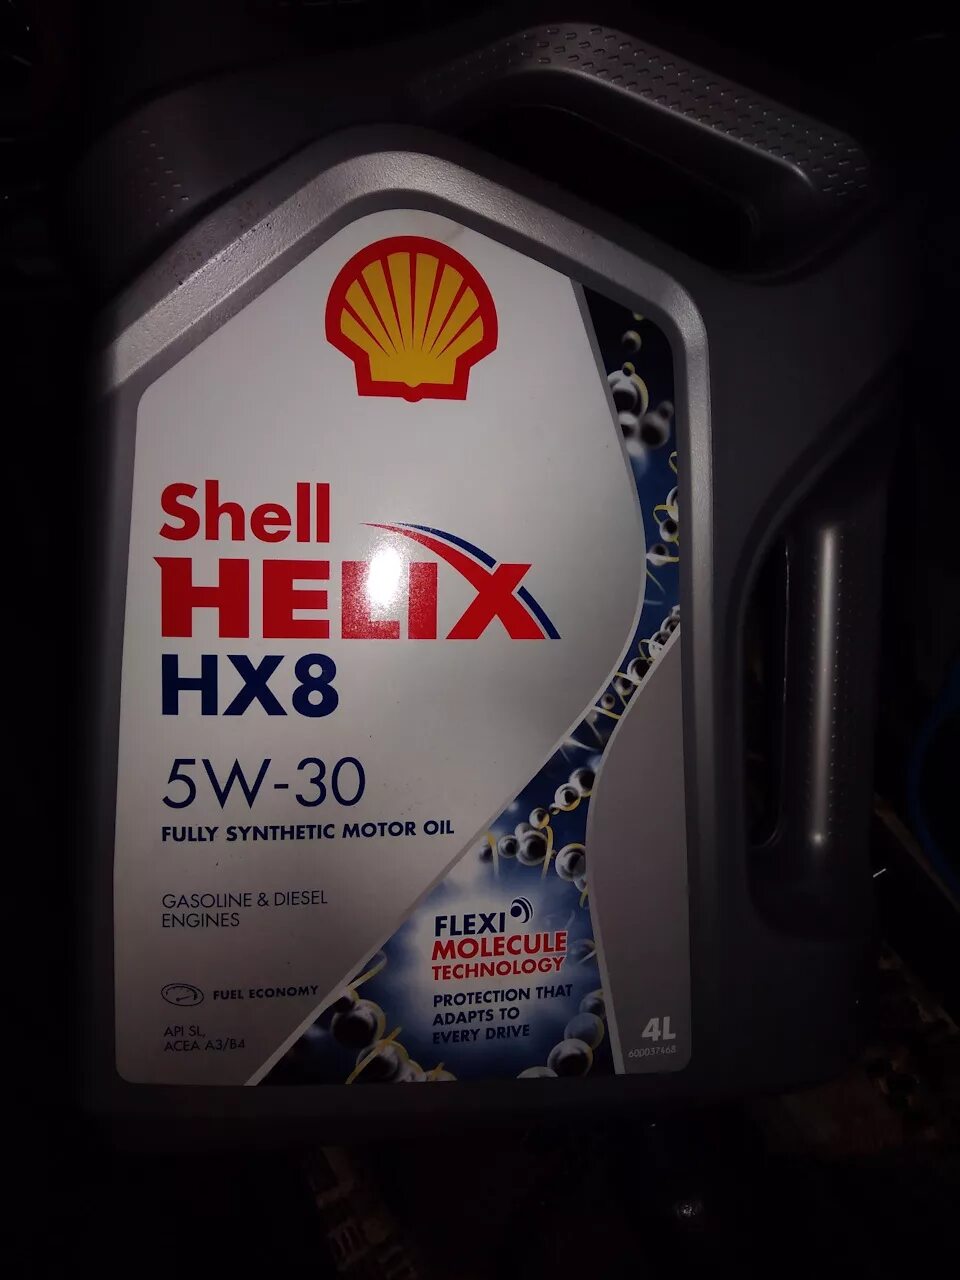 Shell
HELIX
HX8
5W-30
FULLY SYNTHETIC MOTOR OIL
GASOLINE & DIESEL
ENGINES
FUEL ECONOMY
API SL,
ACEA A3/B4
FLEXI
MOLECULE
TECHNOLOGY
PROTECTION THAT
ADAPTS TO
EVERY DRIVE
4L
600037468